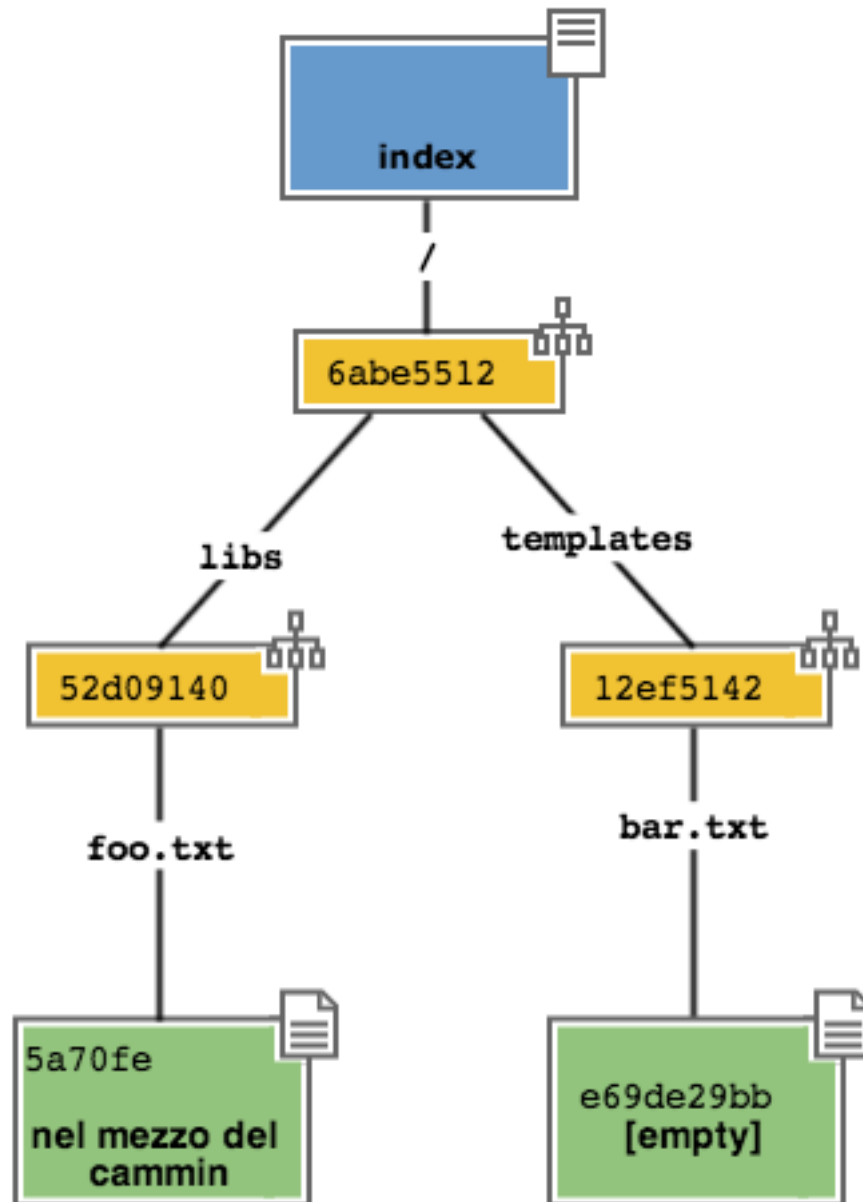 index
/
6abe5512
libs
templates
52d09140
12ef5142
foo.txt
bar.txt
5a70fe
nel mezzo del
cammin
e69de29bb
[empty]